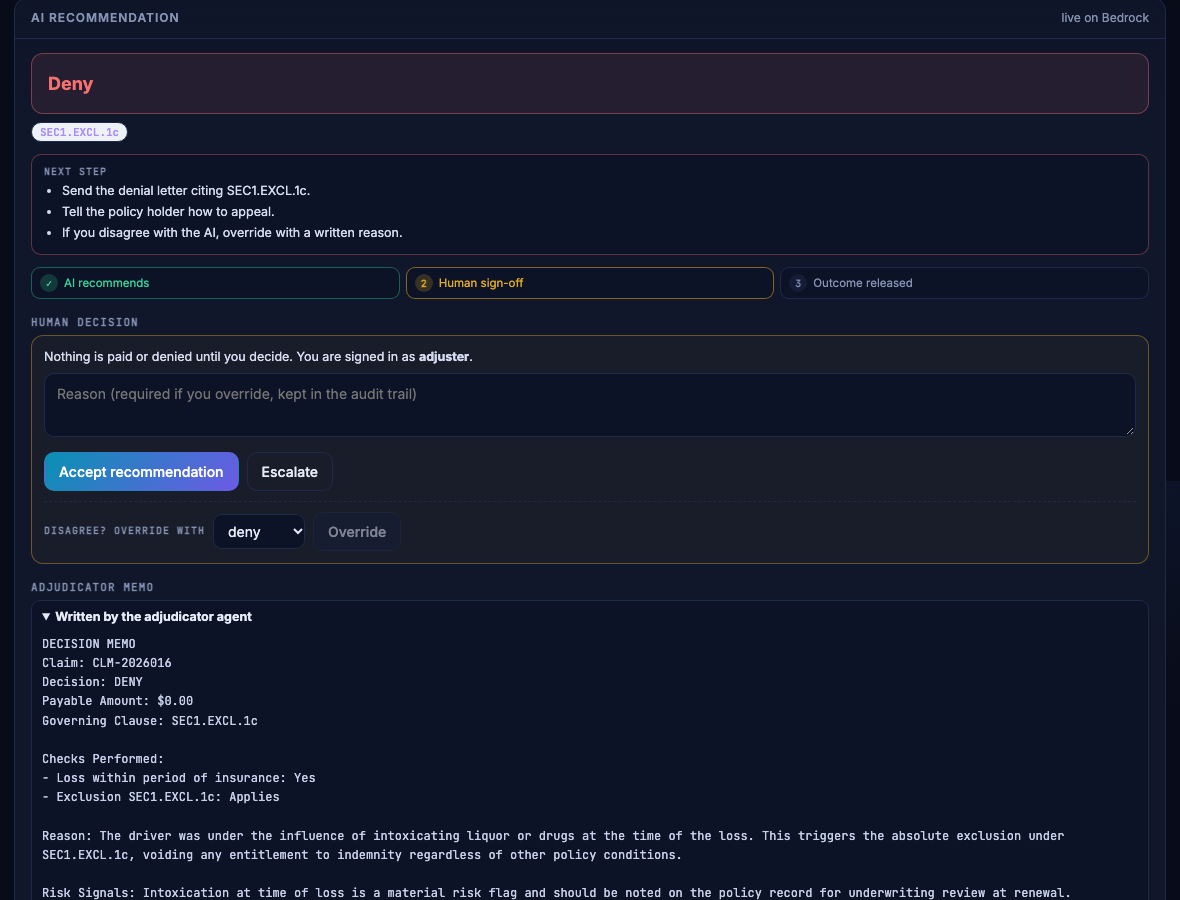 AI RECOMMENDATION
live on Bedrock
Deny
SEC1.EXCL.1c
NEXT STEP
• Send the denial letter citing SEC1.EXCL.1c.
• Tell the policy holder how to appeal.
• If you disagree with the AI, override with a written reason.
✓ AI recommends
2 Human sign-off
3 Outcome released
HUMAN DECISION
Nothing is paid or denied until you decide. You are signed in as adjuster.
Reason (required if you override, kept in the audit trail)
Accept recommendation
Escalate
DISAGREE? OVERRIDE WITH
deny
Override
ADJUDICATOR MEMO
▼ Written by the adjudicator agent
DECISION MEMO
Claim: CLM-2026016
Decision: DENY
Payable Amount: $0.00
Governing Clause: SEC1.EXCL.1c
Checks Performed:
- Loss within period of insurance: Yes
- Exclusion SEC1.EXCL.1c: Applies
Reason: The driver was under the influence of intoxicating liquor or drugs at the time of the loss. This triggers the absolute exclusion under
SEC1.EXCL.1c, voiding any entitlement to indemnity regardless of other policy conditions.
Risk Signals: Intoxication at time of loss is a material risk flag and should be noted on the policy record for underwriting review at renewal.